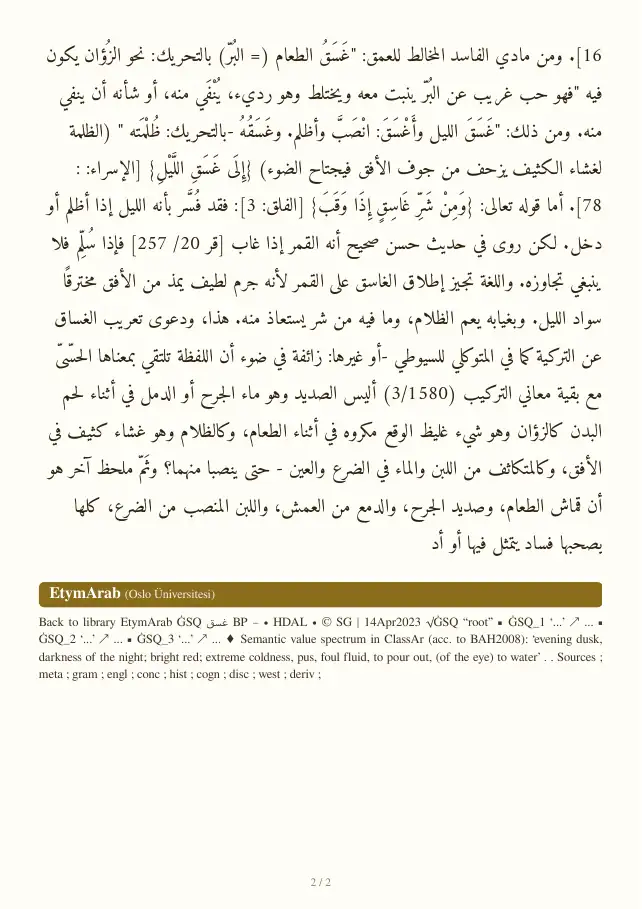 16]. ومن مادي الفاسد المخالط للعمق: "غَسَقُ الطعام (= البُرّ) بالتحريك: نحو الزُؤان يكون
فيه "فهو حب غريب عن البُرّ ينبت معه ويختلط وهو رديء، يُنْفَي منه، أو شأنه أن ينفي
منه. ومن ذلك: "غَسَقَ الليل وأَغْسَقَ: انْصَبَّ وأظلم. وغَسَقُهُ -بالتحريك: ظُلْمَته " (الظلمة
لغشاء الكثيف يزحف من جوف الأفق فيجتاح الضوء) {إِلَى غَسَقِ اللَّيْلِ} [الإسراء: :
78]. أما قوله تعالى: {وَمِنْ شَرِّ غَاسِقٍ إِذَا وَقَبَ} [الفلق: 3]: فقد فُسَّر بأنه الليل إذا أظلم أو
دخل. لكن روى في حديث حسن صحيح أنه القمر إذا غاب [قر 20/ 257] فإذا سُلِّم فلا
ينبغي تجاوزه. واللغة تجيز إطلاق الغاسق على القمر لأنه جرم لطيف يمذ من الأفق مخترقًا
سواد الليل. وبغيابه يعم الظلام، وما فيه من شر يستعاذ منه. هذا، ودعوى تعريب الغساق
عن التركية كما في المتوكلي للسيوطي -أو غيرها: زائفة في ضوء أن اللفظة تلتقي بمعناها الحسّىّ
مع بقية معاني التركيب (3/1580) أليس الصديد وهو ماء الجرح أو الدمل في أثناء لحم
البدن كالزؤان وهو شيء غليظ الوقع مكروه في أثناء الطعام، وكالظلام وهو غشاء كثيف في
الأفق، وكالمتكاثف من اللبن والماء في الضرع والعين - حتى ينصبا منهما؟ وثَمّ ملحظ آخر هو
أن قماش الطعام، وصديد الجرح، والدمع من العمش، واللبن المنصب من الضرع، كلها
يصحبها فساد يتمثل فيها أو أد
EtymArab (Oslo Üniversitesi)
Back to library EtymArab ĠSQ غسق BP – • HDAL • © SG | 14Apr2023 √ĠSQ “root” ▪ ĠSQ_1 ‘...’ ↗ ... ▪
ĠSQ_2 ‘...’ ↗ ... ▪ ĠSQ_3 ‘...’ ↗ ... ♦ Semantic value spectrum in ClassAr (acc. to BAH2008): ‘evening dusk,
darkness of the night; bright red; extreme coldness, pus, foul fluid, to pour out, (of the eye) to water’ . . Sources ;
meta ; gram ; engl ; conc ; hist ; cogn ; disc ; west ; deriv ;
2 / 2